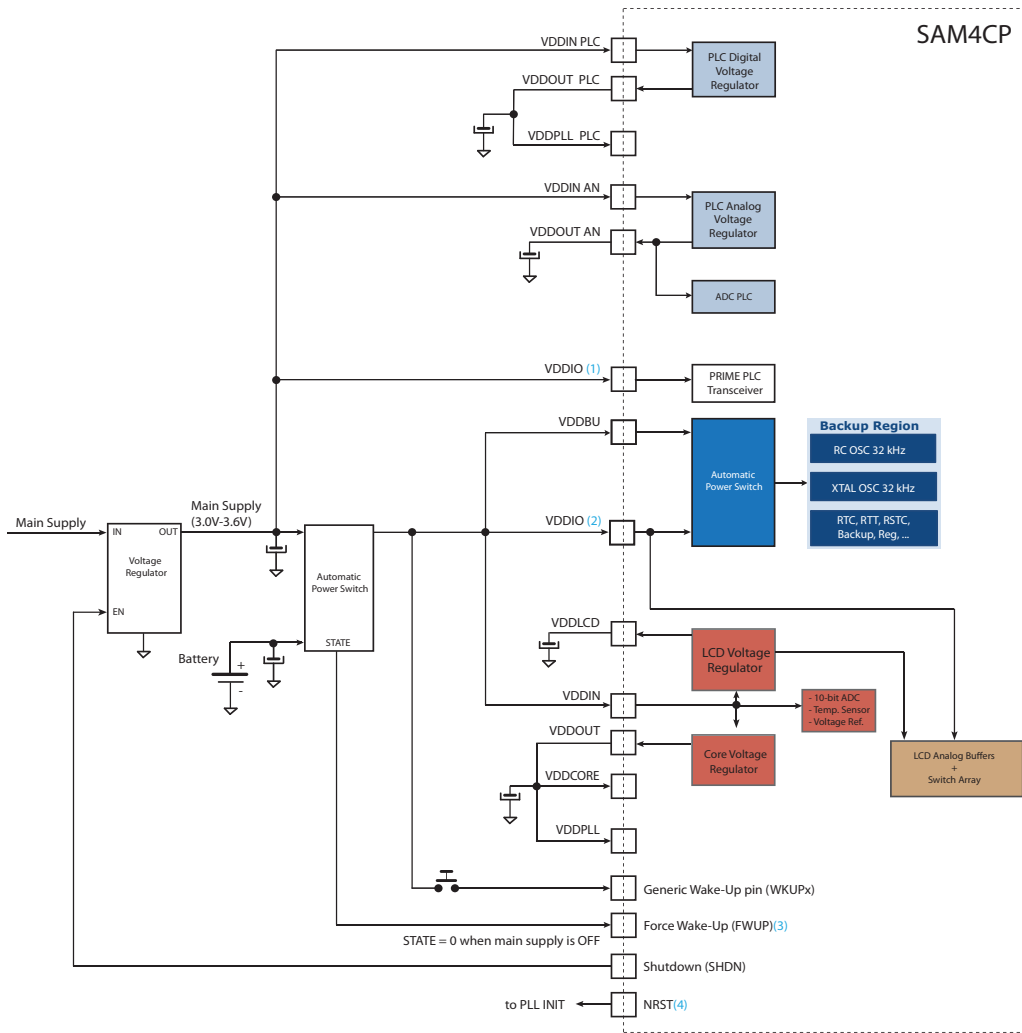 SAM4CP
VDDIN PLC
PLC Digital
Voltage
Regulator
VDDOUT PLC
VDDPLL PLC
VDDIN AN
PLC Analog
Voltage
Regulator
VDDOUT AN
ADC PLC
VDDIO (1)
PRIME PLC
Transceiver
VDDBU
Automatic
Power Switch
Backup Region
RC OSC 32 kHz
XTAL OSC 32 kHz
RTC, RTT, RSTC,
Backup, Reg, ...
Main Supply
Main Supply
(3.0V-3.6V)
VDDIO (2)
IN
OUT
Voltage
Regulator
EN
Automatic
Power Switch
STATE
Battery
+
-
VDDLCD
LCD Voltage
Regulator
VDDIN
- 10-bit ADC
- Temp. Sensor
- Voltage Ref.
VDDOUT
Core Voltage
Regulator
LCD Analog Buffers
+
Switch Array
VDDCORE
VDDPLL
Generic Wake-Up pin (WKUPx)
Force Wake-Up (FWUP)(3)
STATE = 0 when main supply is OFF
Shutdown (SHDN)
to PLL INIT
NRST(4)